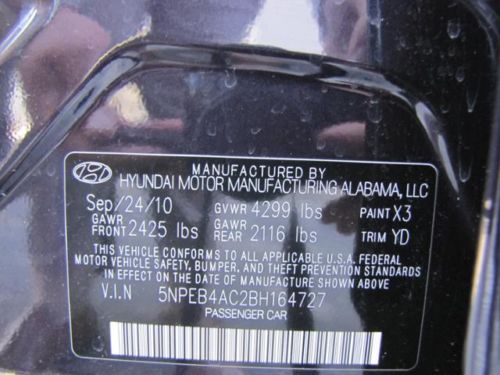 MANUFACTURED BY
HYUNDAI MOTOR MANUFACTURING ALABAMA, LLC
Sep/24/10 GVWR 4299 lbs PAINT X3
GAWR FRONT 2425 lbs GAWR REAR 2116 lbs TRIM YD
THIS VEHICLE CONFORMS TO ALL APPLICABLE U.S.A. FEDERAL
MOTOR VEHICLE SAFETY, BUMPER, AND THEFT PREVENTION STANDARDS
IN EFFECT ON THE DATE OF MANUFACTURE SHOWN ABOVE.
V.I.N 5NPEB4AC2BH164727
PASSENGER CAR